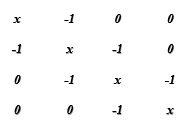 x -1 0 0
-1 x -1 0
0 -1 x -1
0 0 -1 x